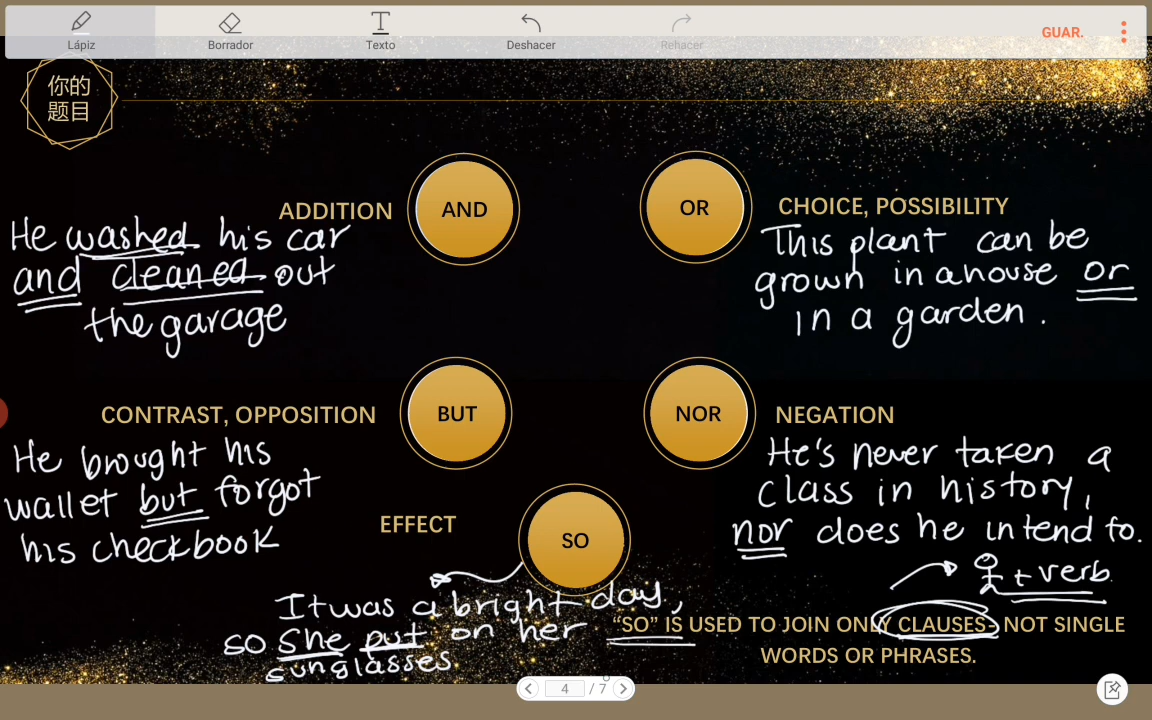 Lápiz
Borrador
Texto
Deshacer
Rehacer
GUAR.
你的
题目
ADDITION
AND
He washed his car
and cleaned out
the garage
OR
CHOICE, POSSIBILITY
This plant can be
grown in a house or
in a garden.
CONTRAST, OPPOSITION
BUT
He brought his
wallet but forgot
his checkbook
NOR
NEGATION
He's never taken a
class in history,
nor does he intend to.
EFFECT
SO
It was a bright day,
so she put on her
sunglasses
+ verb
“SO” IS USED TO JOIN ONLY CLAUSES, NOT SINGLE
WORDS OR PHRASES.
4 / 7